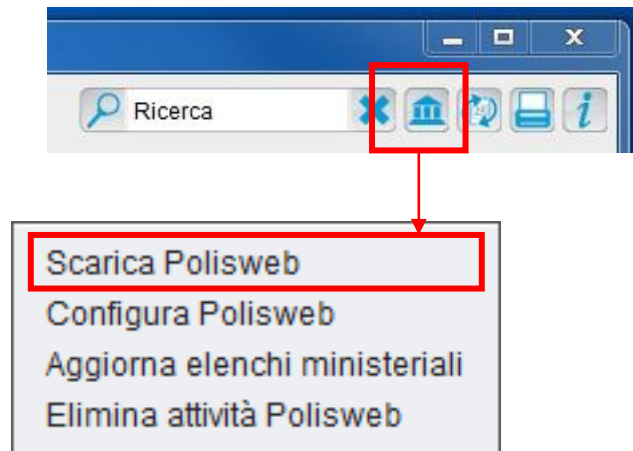 Ricerca
Scarica Polisweb
Configura Polisweb
Aggiorna elenchi ministeriali
Elimina attività Polisweb